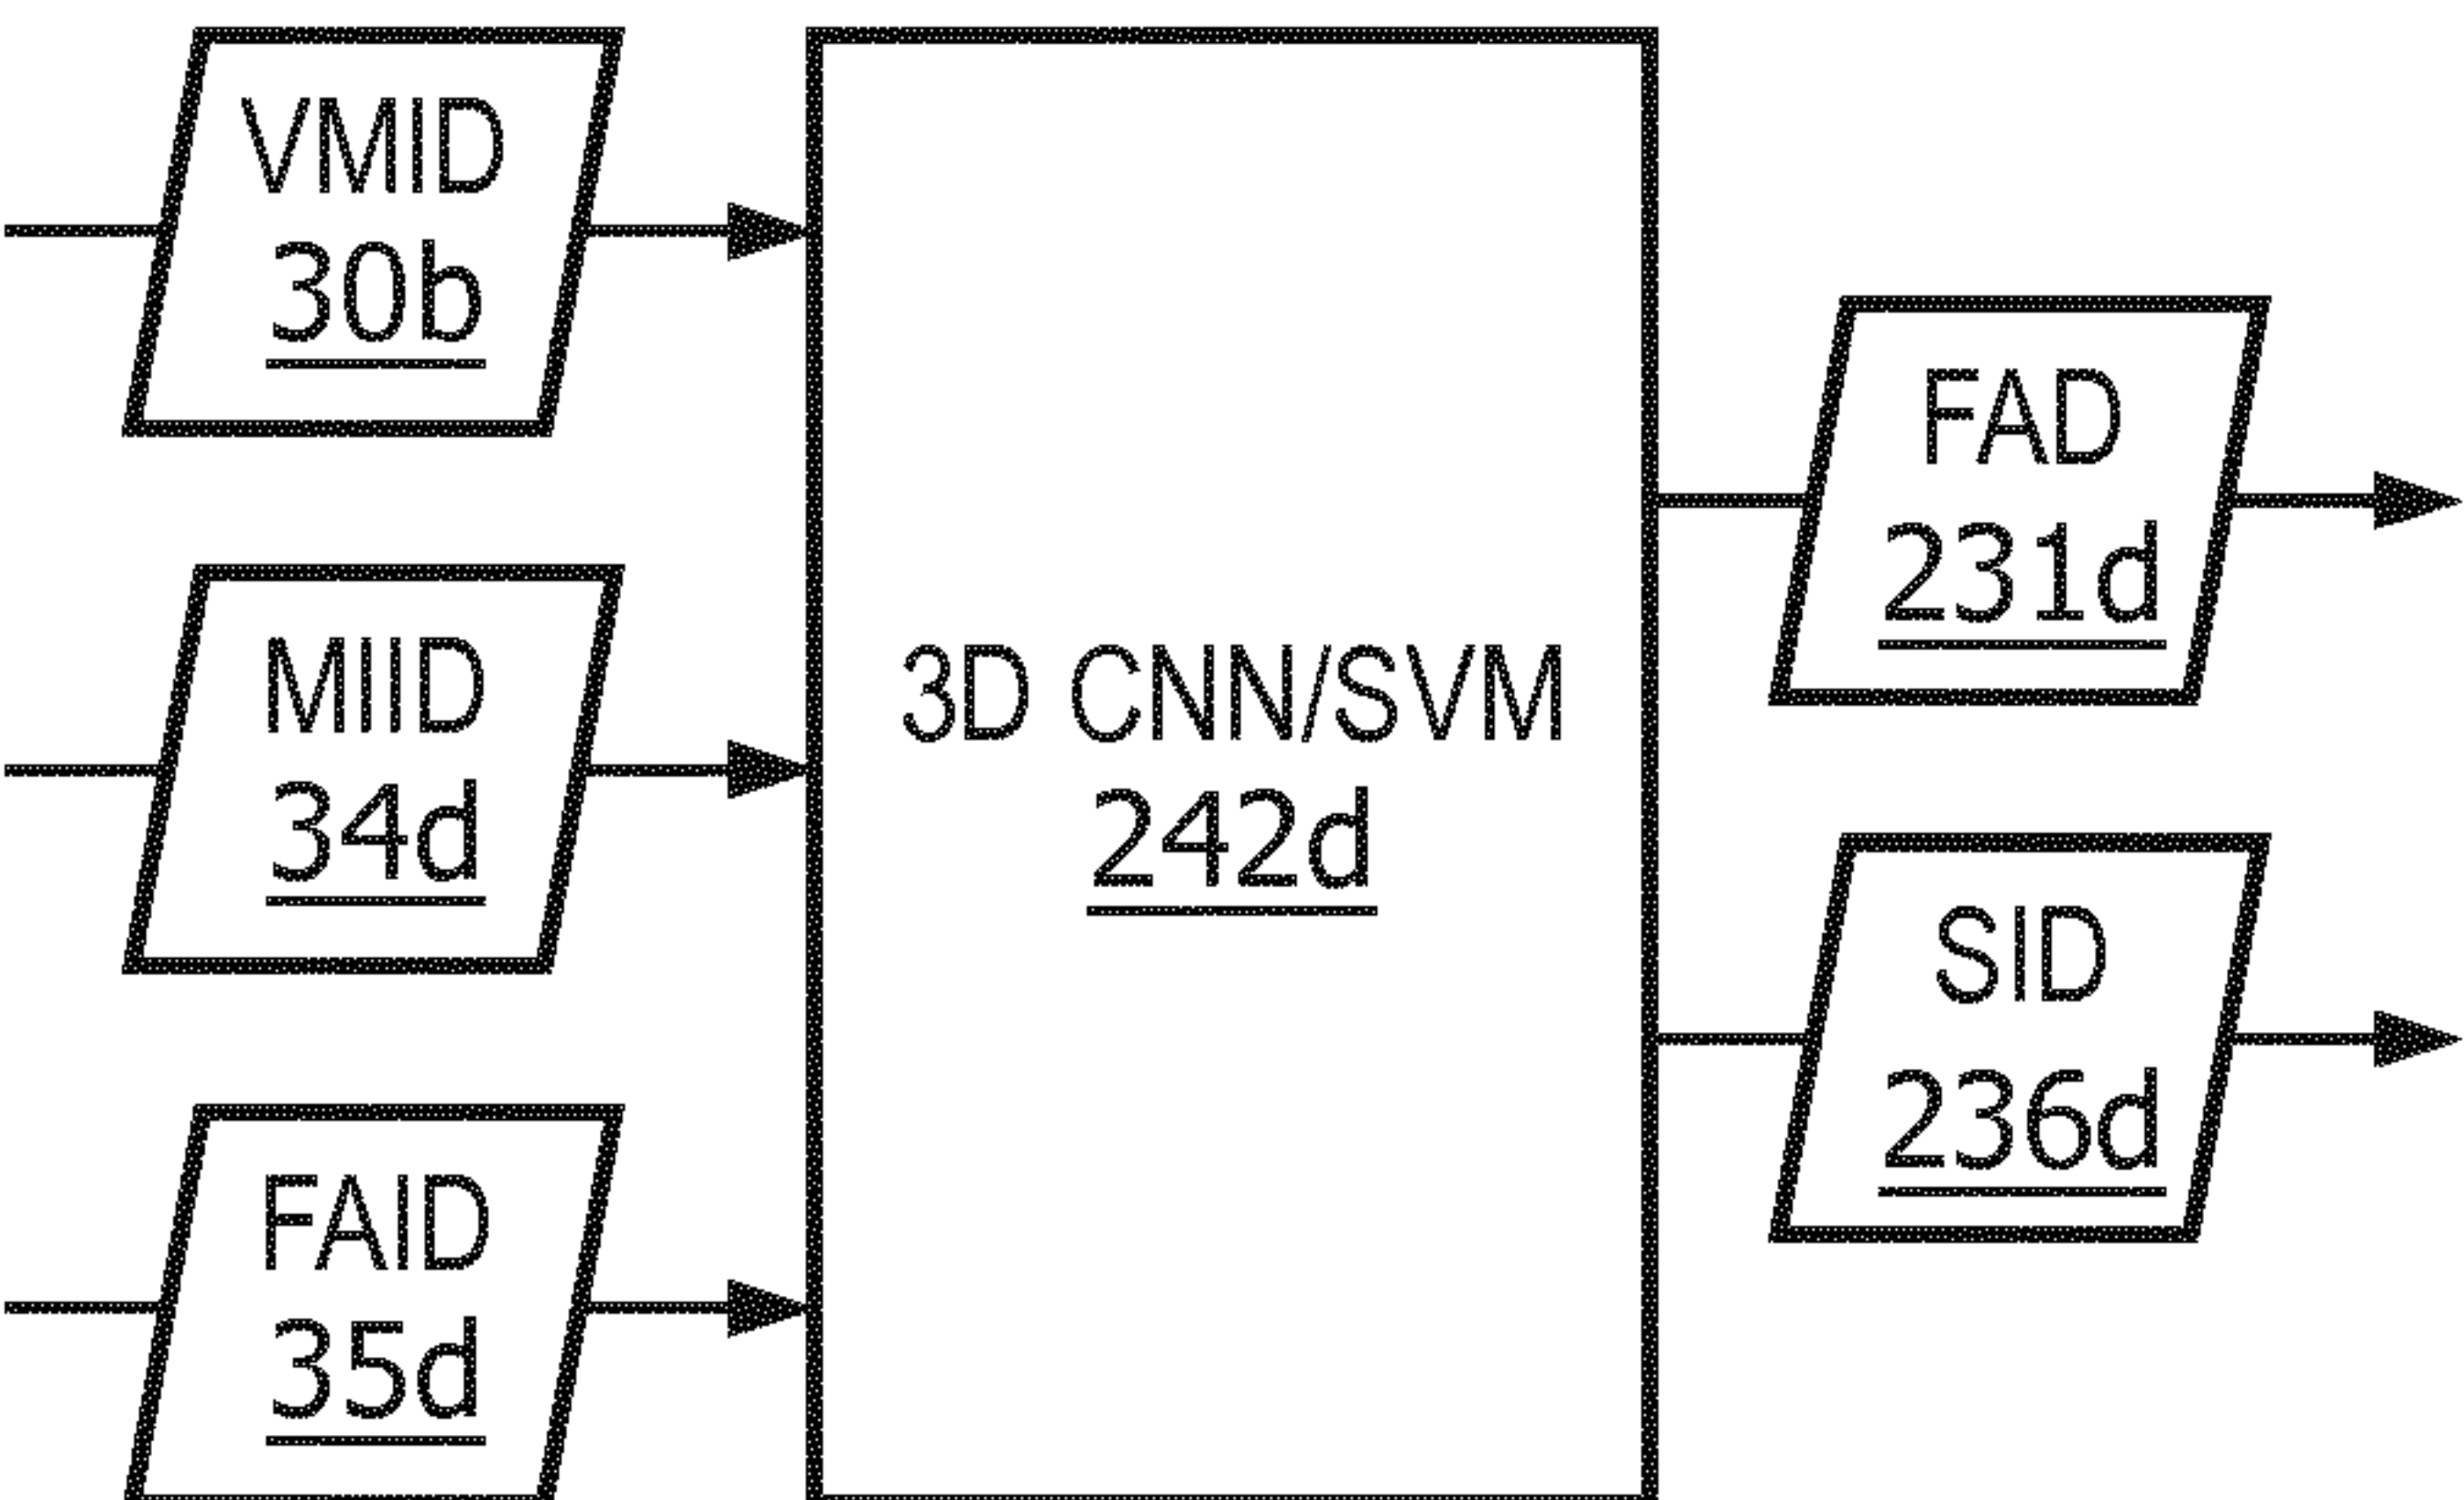 VMID
30b
MIID
34d
FAID
35d
3D CNN/SVM
242d
FAD
231d
SID
236d